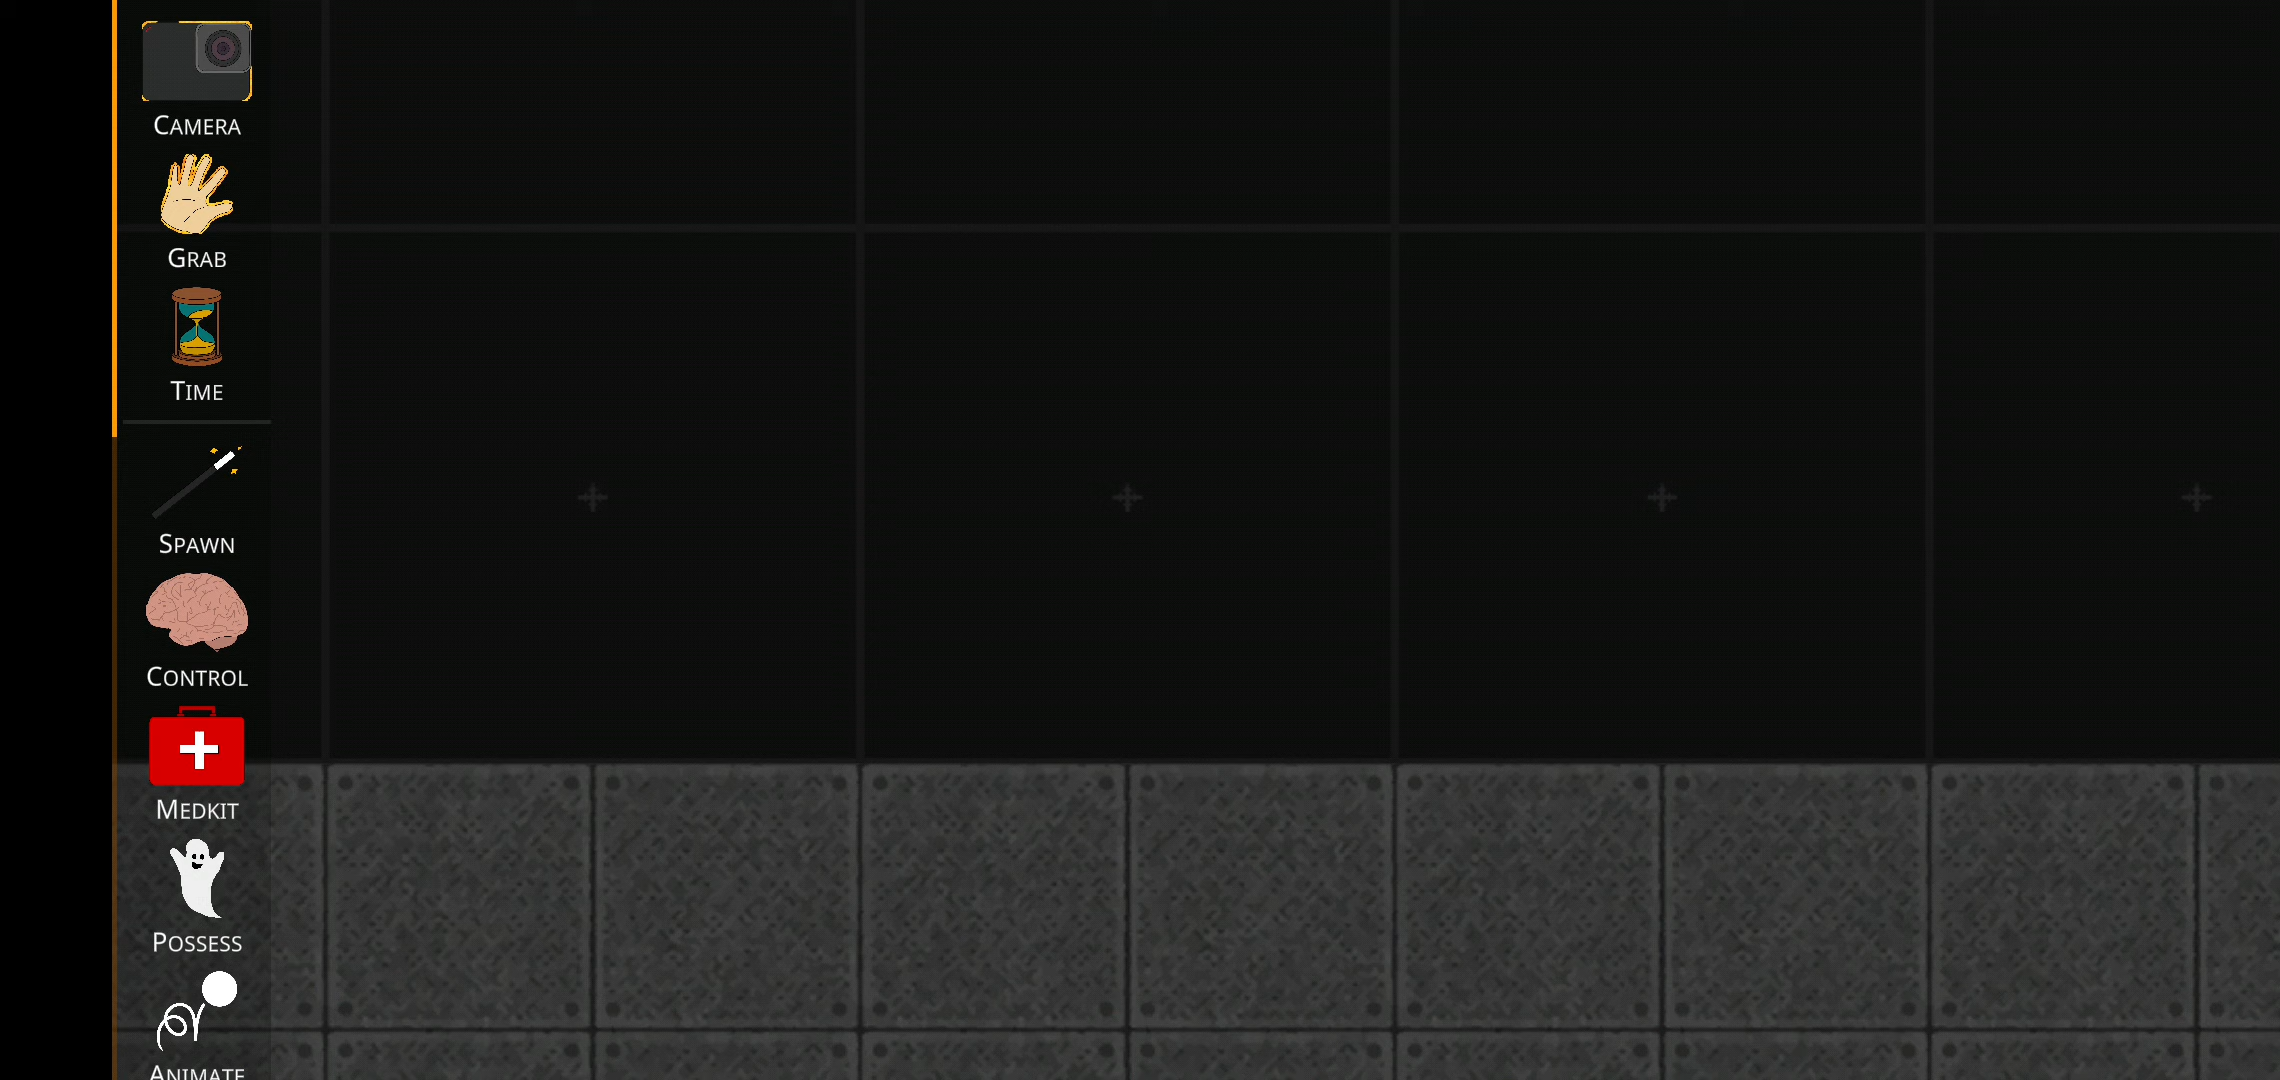 CAMERA
GRAB
TIME
SPAWN
CONTROL
MEDKIT
POSSESS
ANIMATE